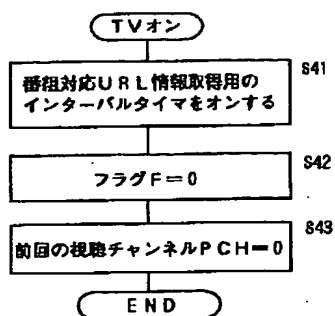 TVオン
番組対応URL情報取得用の
インターバルタイマをオンする
S41
フラグF=0
S42
前回の視聴チャンネルPCH=0
S43
END